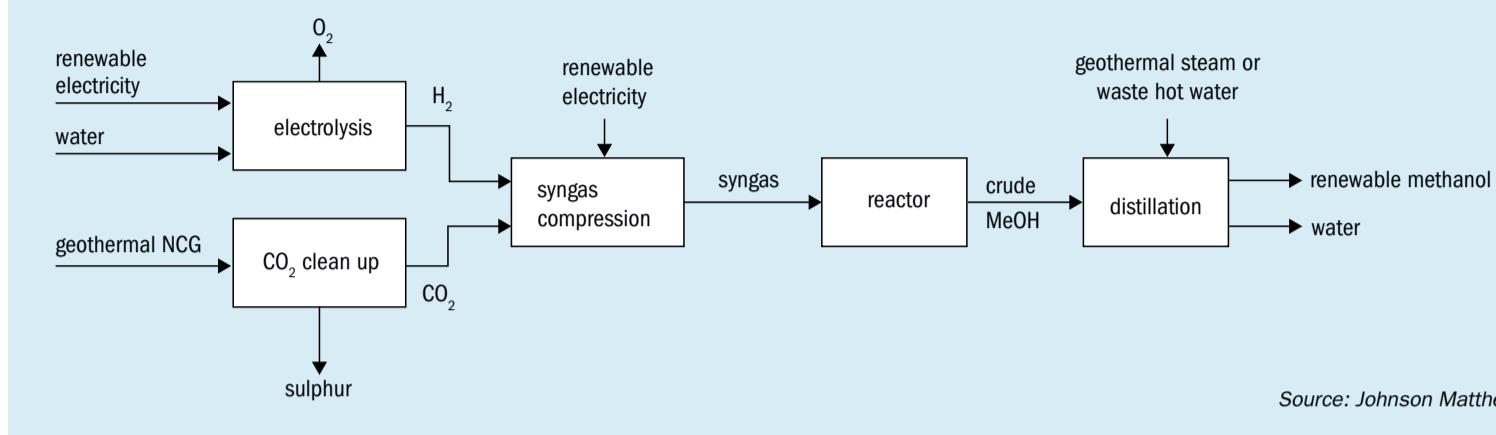 O₂
renewable
electricity
water
electrolysis
H₂
geothermal NCG
CO₂ clean up
CO₂
sulphur
renewable
electricity
syngas
compression
syngas
reactor
crude
MeOH
geothermal steam or
waste hot water
distillation
renewable methanol
water
Source: Johnson Matthe